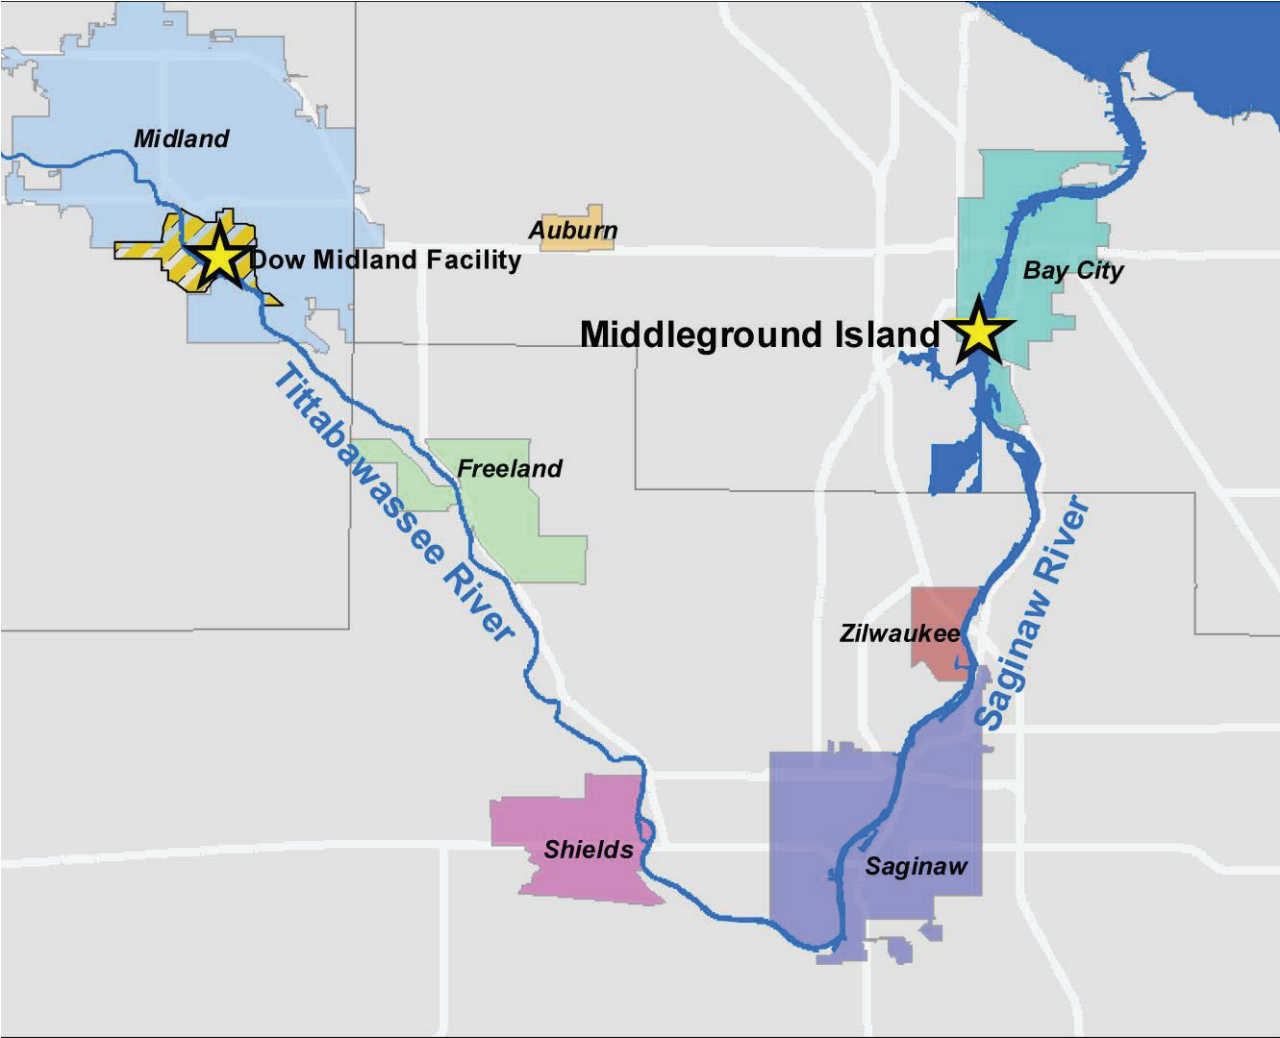 Midland
Auburn
Dow Midland Facility
Bay City
Middleground Island
Tittabawassee River
Freeland
Saginaw River
Zilwaukee
Shields
Saginaw